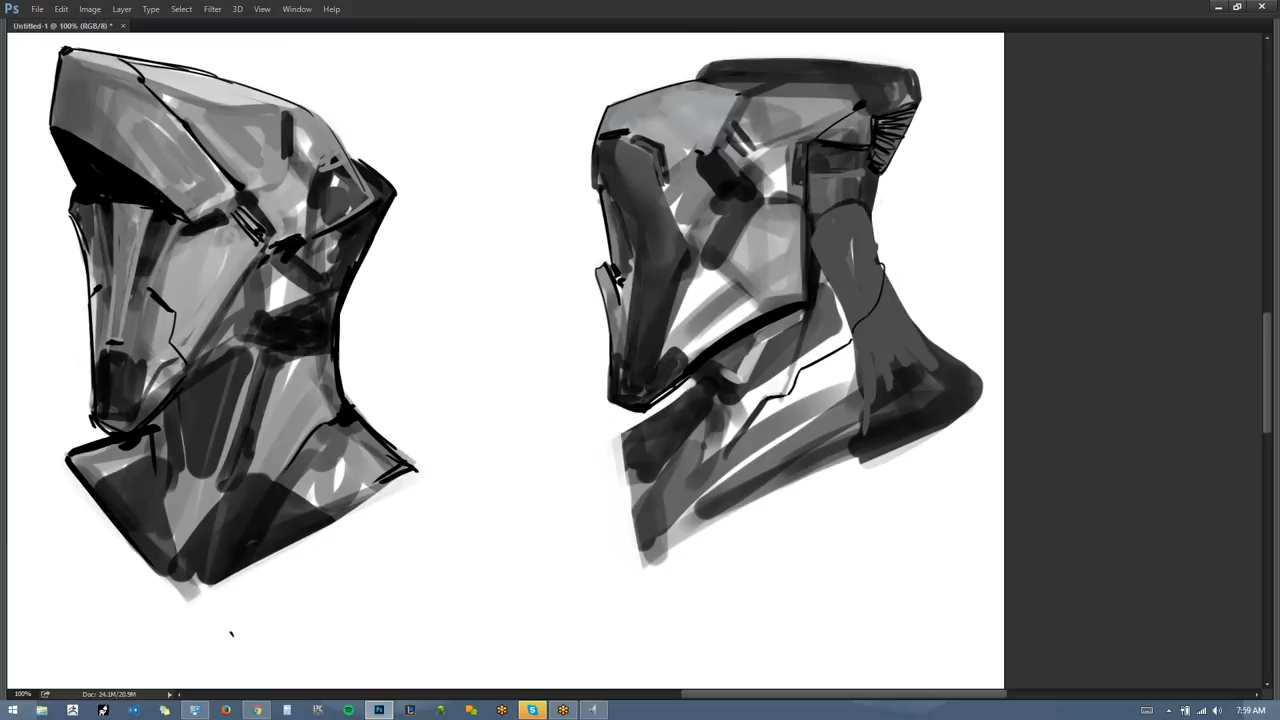 Ps File Edit Image Layer Type Select Filter 3D View Window Help
Untitled-1 @ 100% (RGB/8) * ×
100% Doc: 24.1M/20.9M
7:59 AM